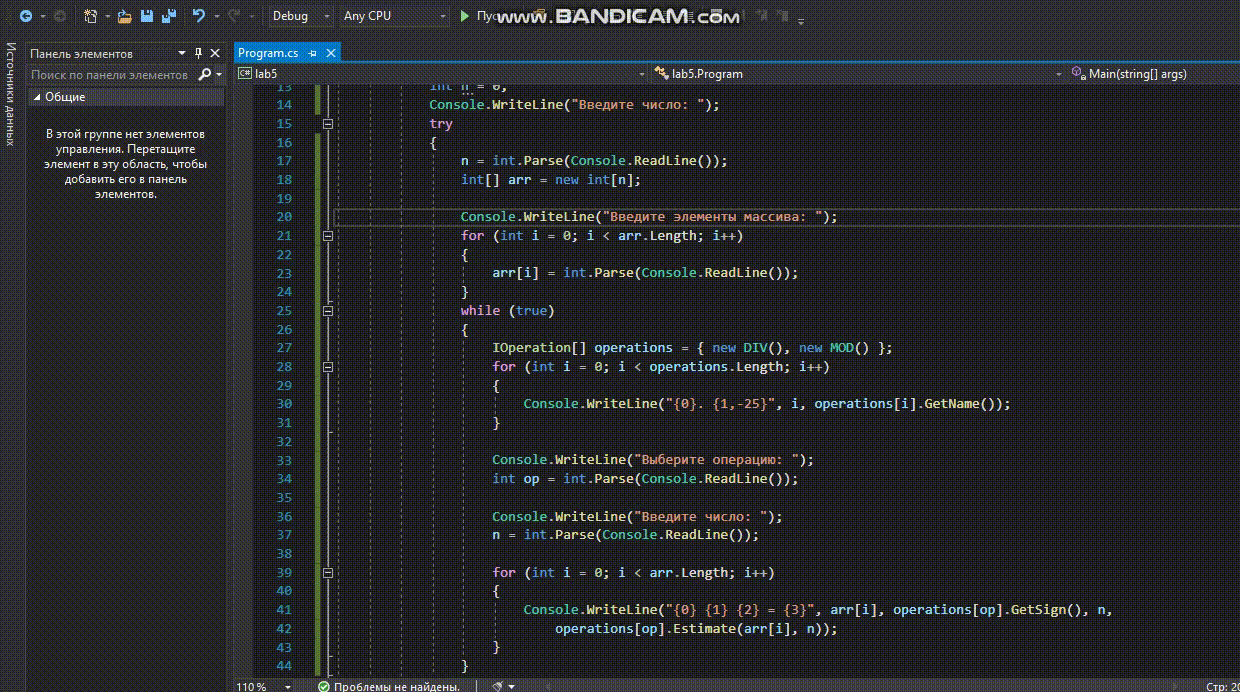 Debug Any CPU Пус
www.BANDICAM.com
Источники данных
Панель элементов
Поиск по панели элементов
Общие
В этой группе нет элементов
управления. Перетащите
элемент в эту область, чтобы
добавить его в панель
элементов.
Program.cs
C# lab5 lab5.Program Main(string[] args)
13 int n = 0;
14 Console.WriteLine("Введите число: ");
15 try
16 {
17 n = int.Parse(Console.ReadLine());
18 int[] arr = new int[n];
19
20 Console.WriteLine("Введите элементы массива: ");
21 for (int i = 0; i < arr.Length; i++)
22 {
23 arr[i] = int.Parse(Console.ReadLine());
24 }
25 while (true)
26 {
27 IOperation[] operations = { new DIV(), new MOD() };
28 for (int i = 0; i < operations.Length; i++)
29 {
30 Console.WriteLine("{0}. {1,-25}", i, operations[i].GetName());
31 }
32
33 Console.WriteLine("Выберите операцию: ");
34 int op = int.Parse(Console.ReadLine());
35
36 Console.WriteLine("Введите число: ");
37 n = int.Parse(Console.ReadLine());
38
39 for (int i = 0; i < arr.Length; i++)
40 {
41 Console.WriteLine("{0} {1} {2} = {3}", arr[i], operations[op].GetSign(), n,
42 operations[op].Estimate(arr[i], n));
43 }
44 }
110 % Проблемы не найдены. Стр: 20